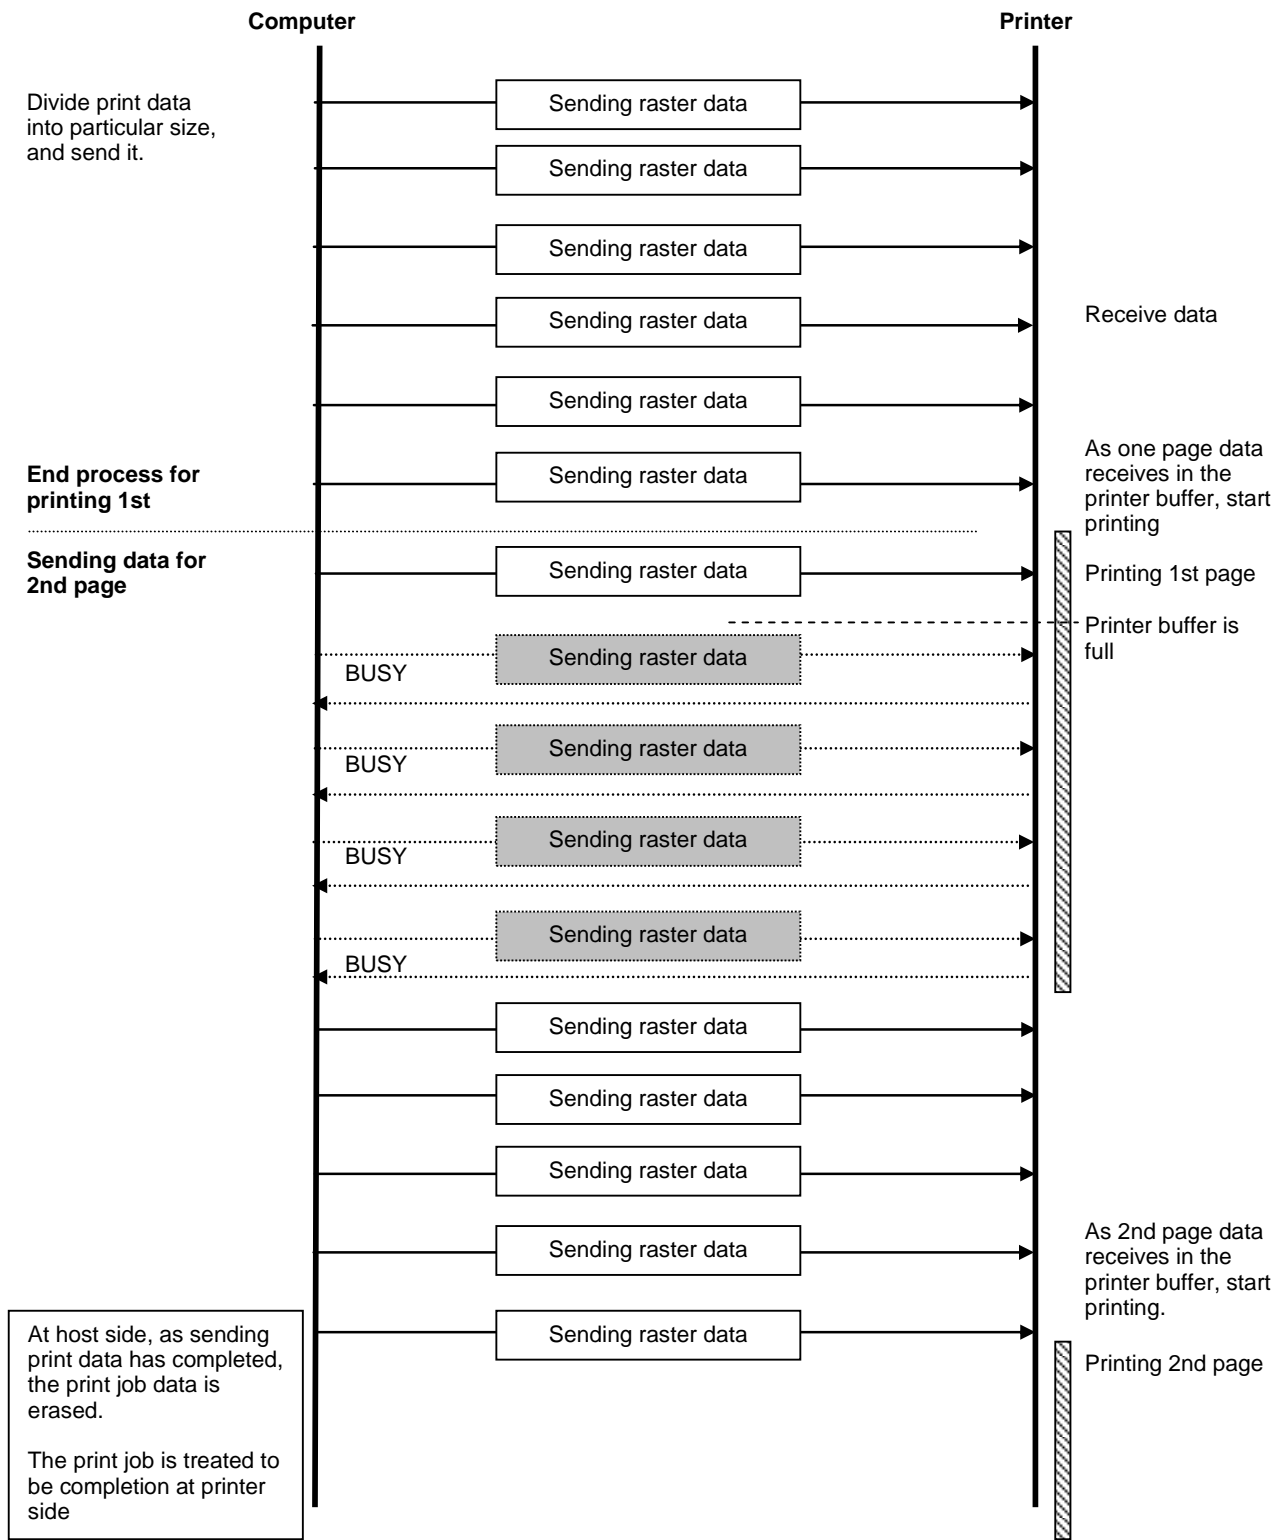 Computer
Printer
Divide print data
into particular size,
and send it.
Sending raster data
Sending raster data
Sending raster data
Sending raster data
Receive data
Sending raster data
End process for
printing 1st
Sending raster data
As one page data
receives in the
printer buffer, start
printing
Sending data for
2nd page
Sending raster data
Printing 1st page
Printer buffer is
full
Sending raster data
BUSY
Sending raster data
BUSY
Sending raster data
BUSY
Sending raster data
BUSY
Sending raster data
Sending raster data
Sending raster data
Sending raster data
As 2nd page data
receives in the
printer buffer, start
printing.
Sending raster data
Printing 2nd page
At host side, as sending
print data has completed,
the print job data is
erased.
The print job is treated to
be completion at printer
side